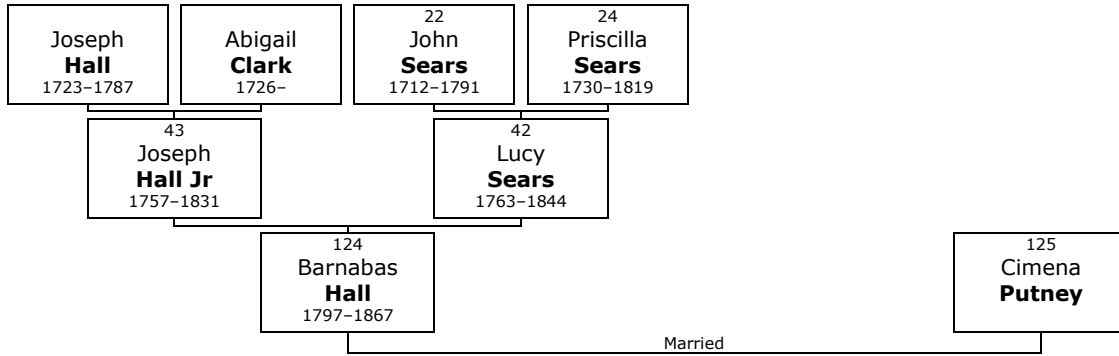 Joseph
Hall
1723–1787
Abigail
Clark
1726–
22
John
Sears
1712–1791
24
Priscilla
Sears
1730–1819
43
Joseph
Hall Jr
1757–1831
42
Lucy
Sears
1763–1844
124
Barnabas
Hall
1797–1867
125
Cimena
Putney
Married